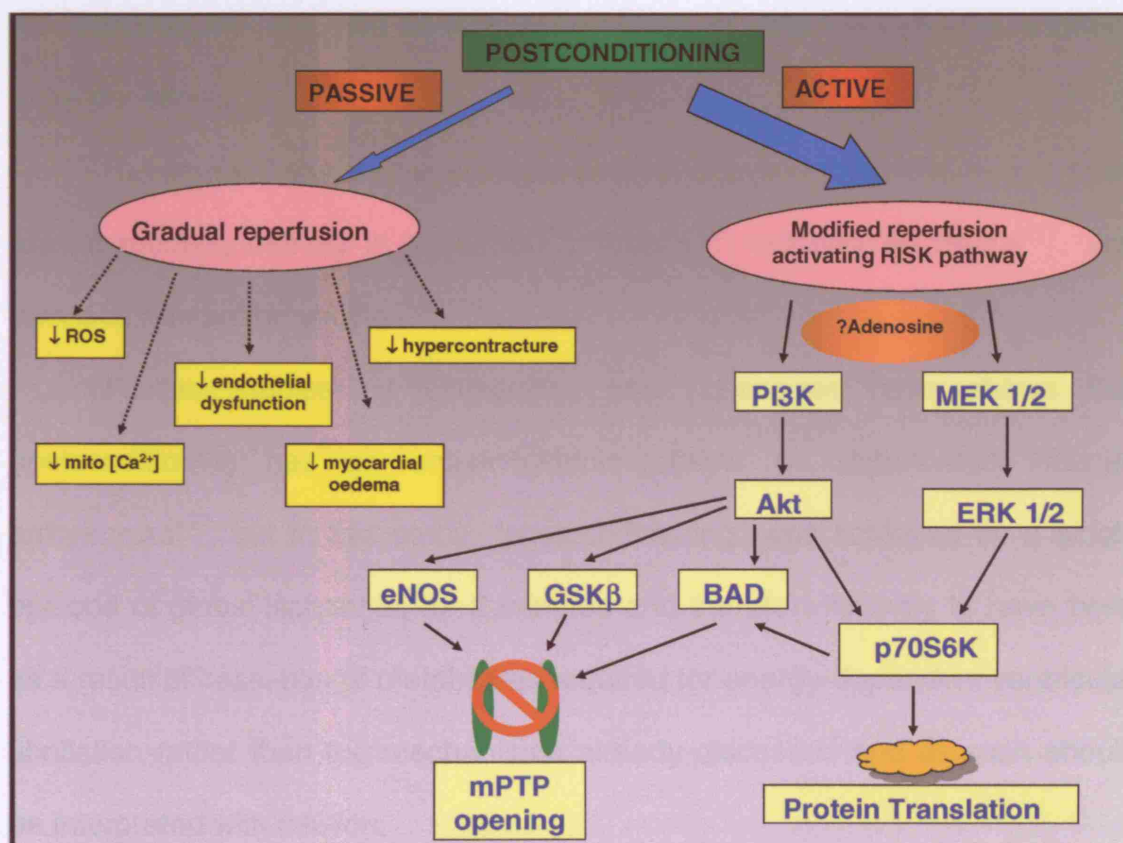 POSTCONDITIONING
PASSIVE
ACTIVE
Gradual reperfusion
Modified reperfusion
activating RISK pathway
?Adenosine
↓ ROS
↓ hypercontracture
↓ endothelial
dysfunction
↓ mito [Ca²⁺]
↓ myocardial
oedema
PI3K
MEK 1/2
Akt
ERK 1/2
eNOS
GSKβ
BAD
p70S6K
mPTP
opening
Protein Translation